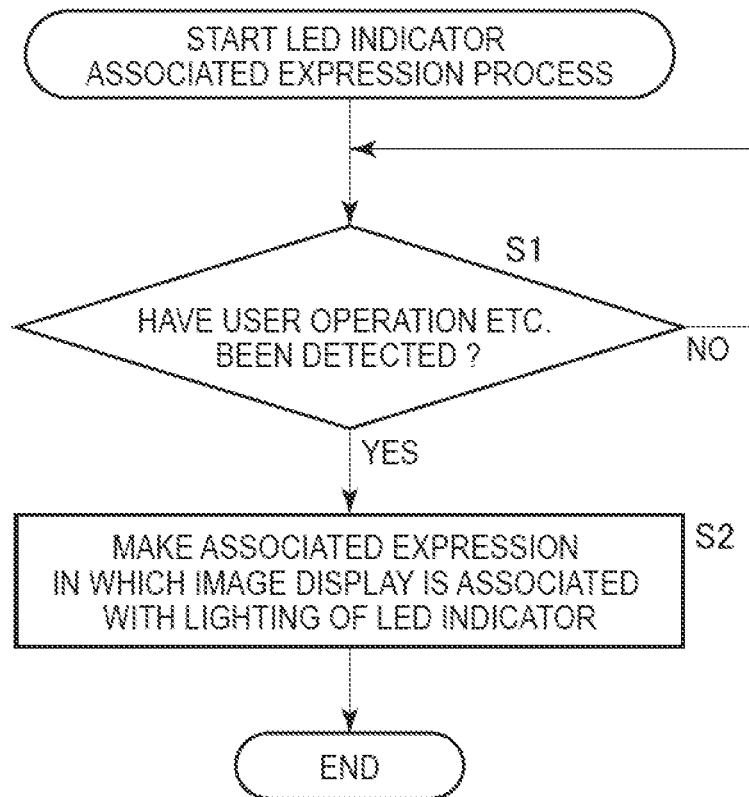 START LED INDICATOR
ASSOCIATED EXPRESSION PROCESS
S1
HAVE USER OPERATION ETC.
BEEN DETECTED ?
NO
YES
S2
MAKE ASSOCIATED EXPRESSION
IN WHICH IMAGE DISPLAY IS ASSOCIATED
WITH LIGHTING OF LED INDICATOR
END